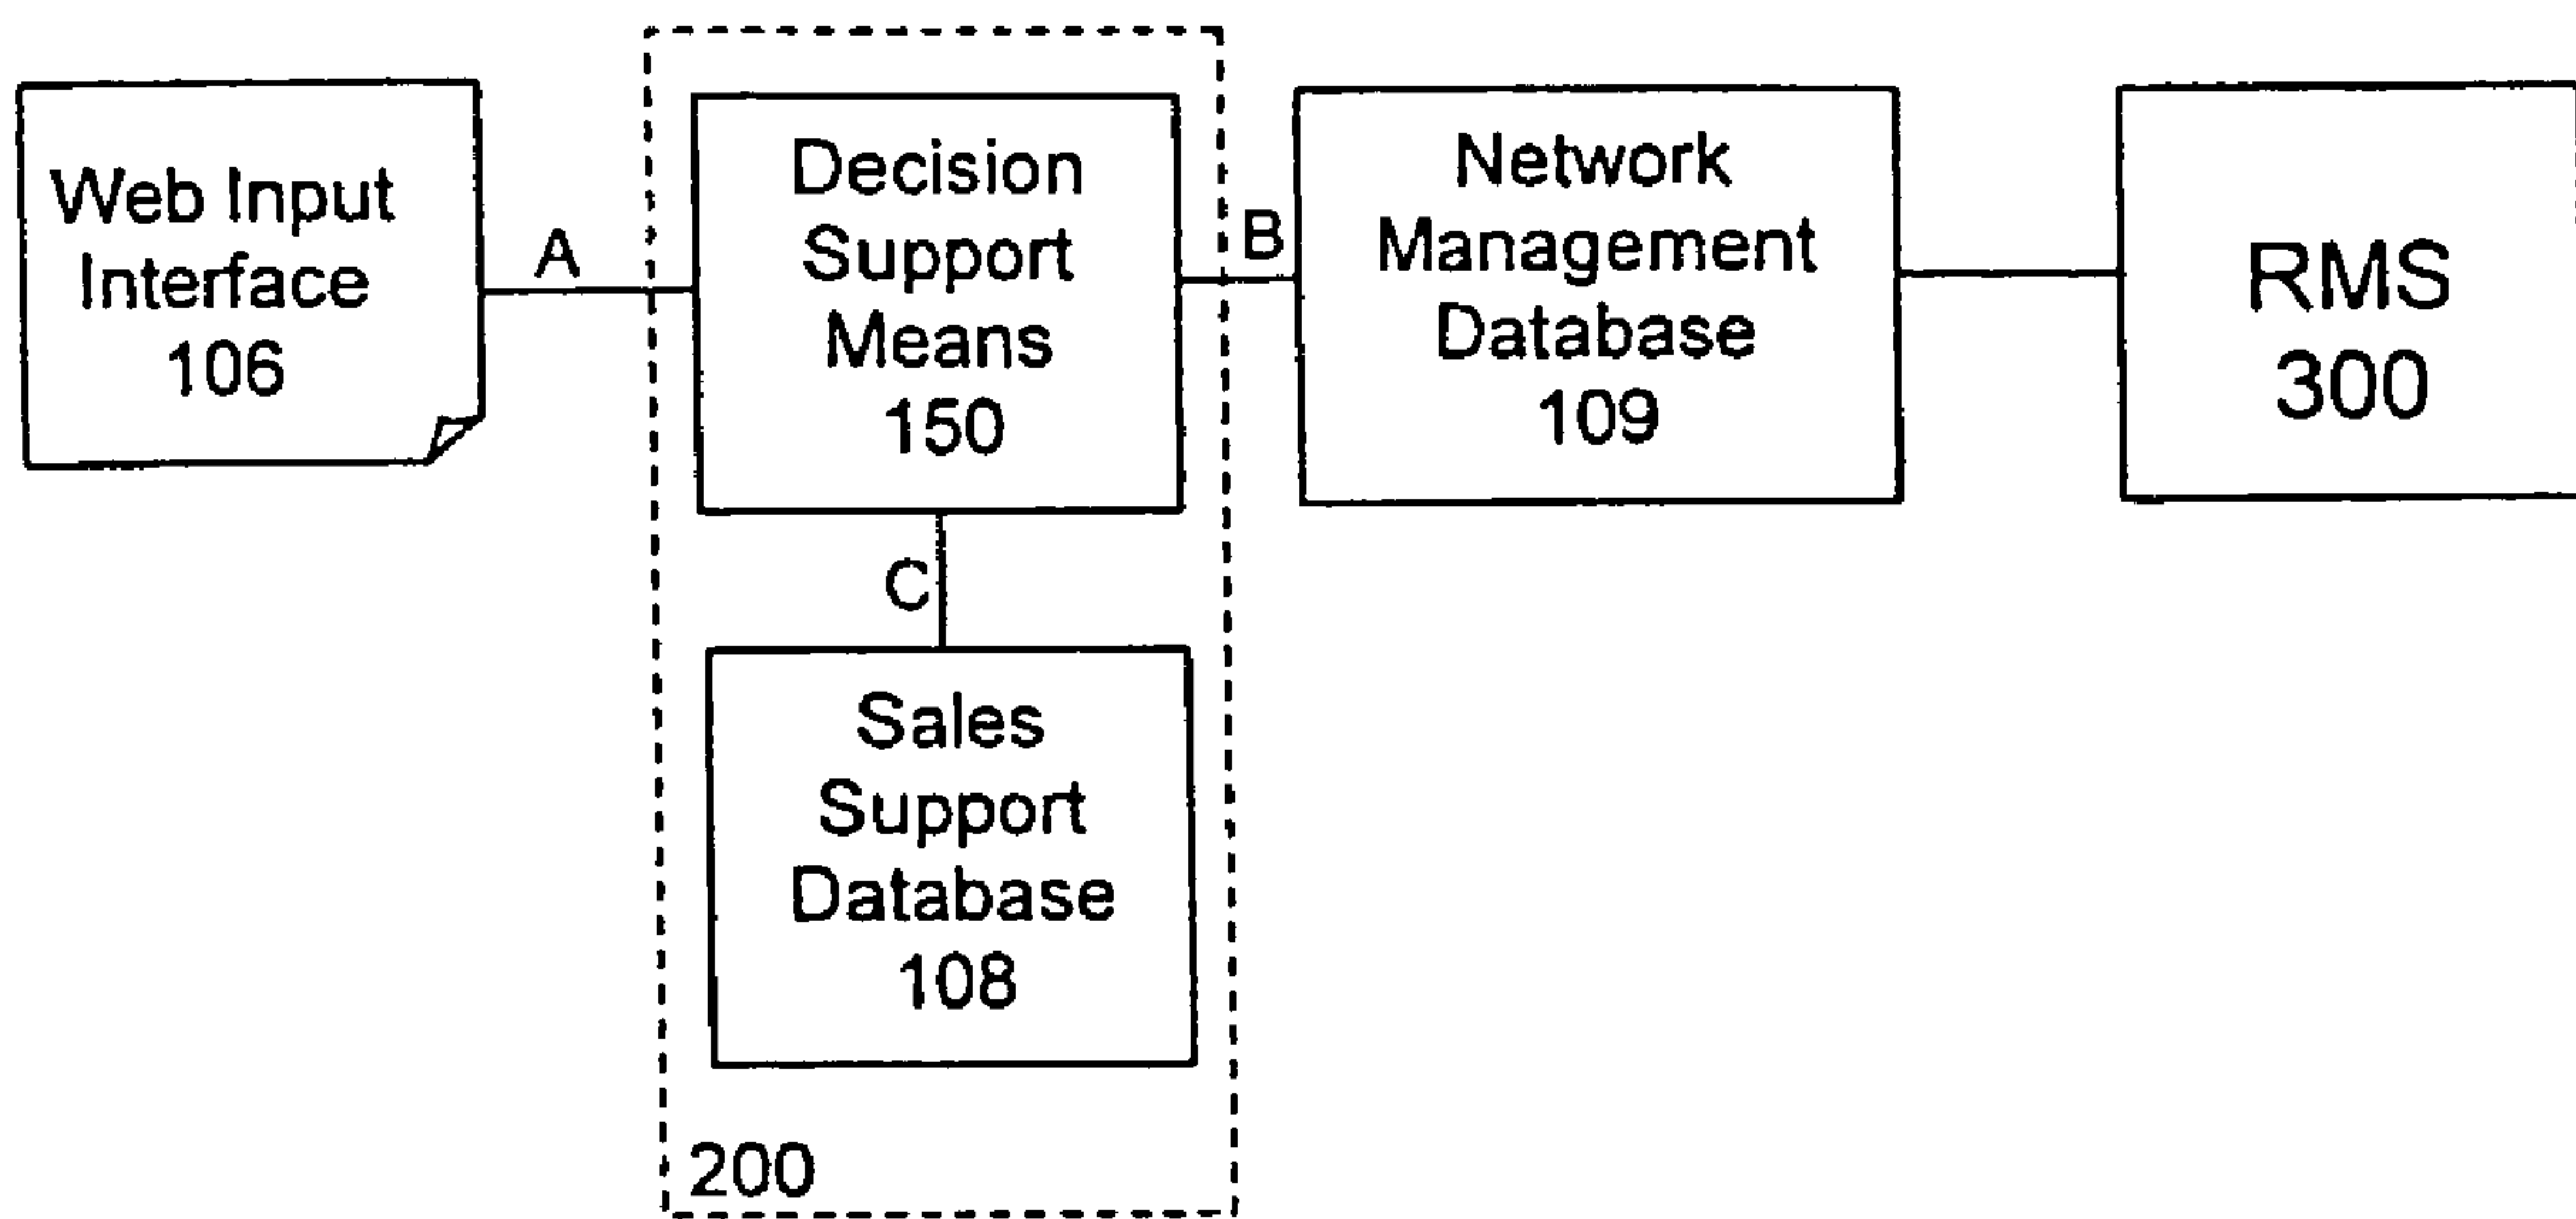 Web Input
Interface
106
A
Decision
Support
Means
150
B
Network
Management
Database
109
RMS
300
C
Sales
Support
Database
108
200